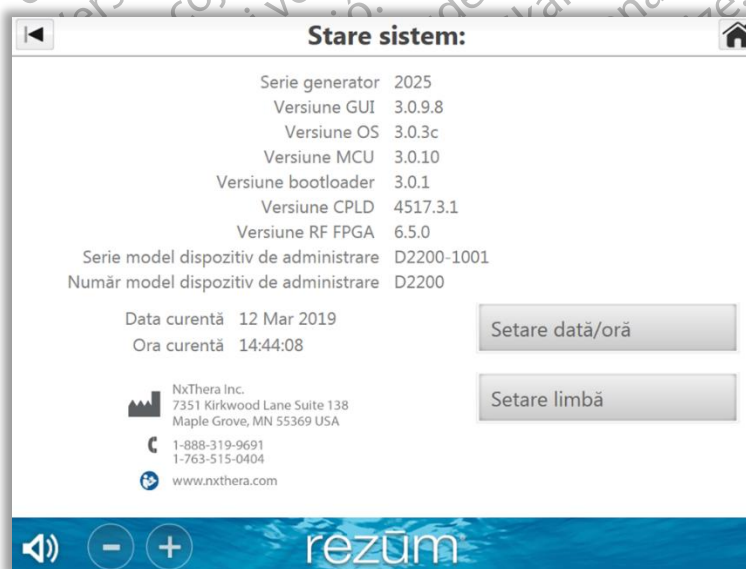 Stare sistem:
Serie generator 2025
Versiune GUI 3.0.9.8
Versiune OS 3.0.3c
Versiune MCU 3.0.10
Versiune bootloader 3.0.1
Versiune CPLD 4517.3.1
Versiune RF FPGA 6.5.0
Serie model dispozitiv de administrare D2200-1001
Număr model dispozitiv de administrare D2200
Data curentă 12 Mar 2019
Ora curentă 14:44:08
Setare dată/oră
Setare limbă
NxThera Inc.
7351 Kirkwood Lane Suite 138
Maple Grove, MN 55369 USA
1-888-319-9691
1-763-515-0404
www.nxthera.com
rezūm